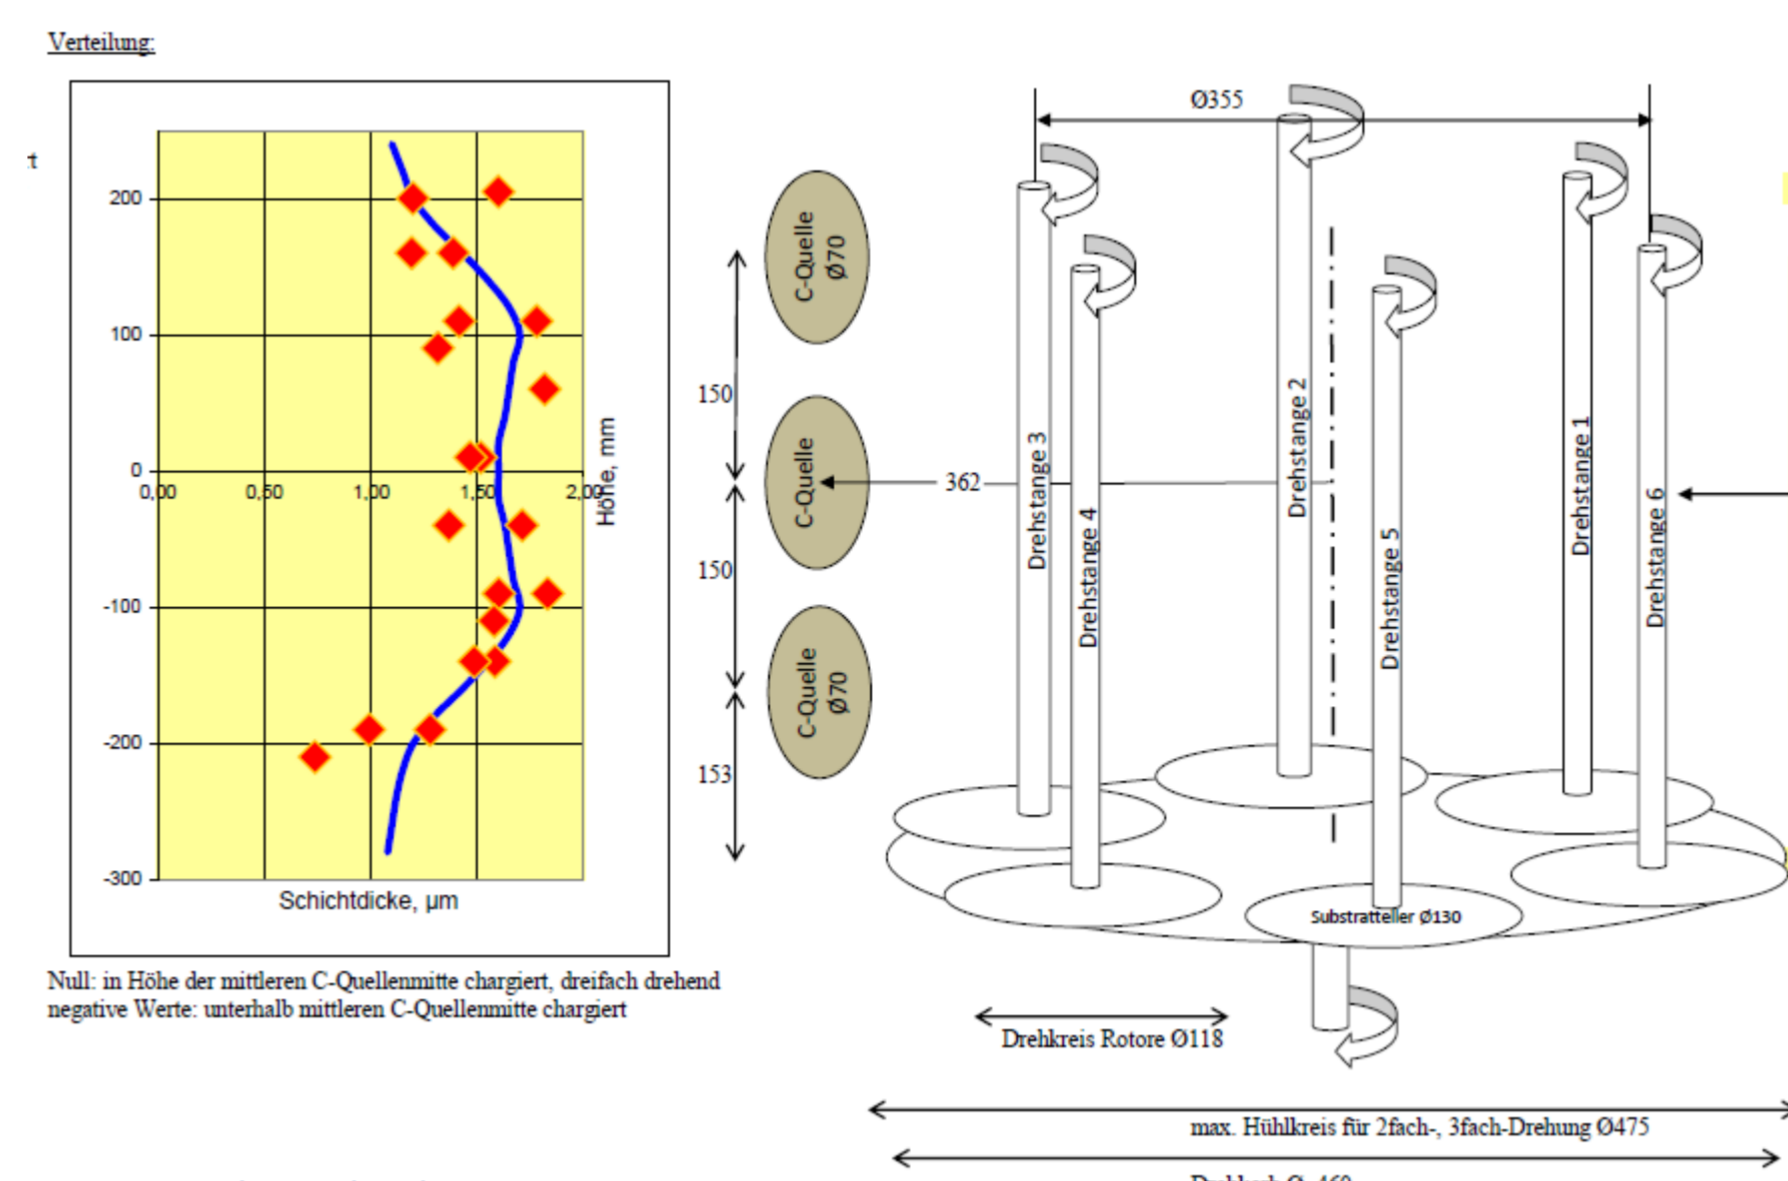 Verteilung:
200
100
0
-100
-200
-300
0,00
0,50
1,00
1,50
2,00
Höhe, mm
Schichtdicke, µm
Null: in Höhe der mittleren C-Quellenmitte chargiert, dreifach drehend
negative Werte: unterhalb mittleren C-Quellenmitte chargiert
150
150
153
C-Quelle
Ø70
C-Quelle
C-Quelle
Ø70
362
Ø355
Drehstange 3
Drehstange 4
Drehstange 2
Drehstange 5
Drehstange 1
Drehstange 6
Substratteller Ø130
Drehkreis Rotore Ø118
max. Hühlkreis für 2fach-, 3fach-Drehung Ø475